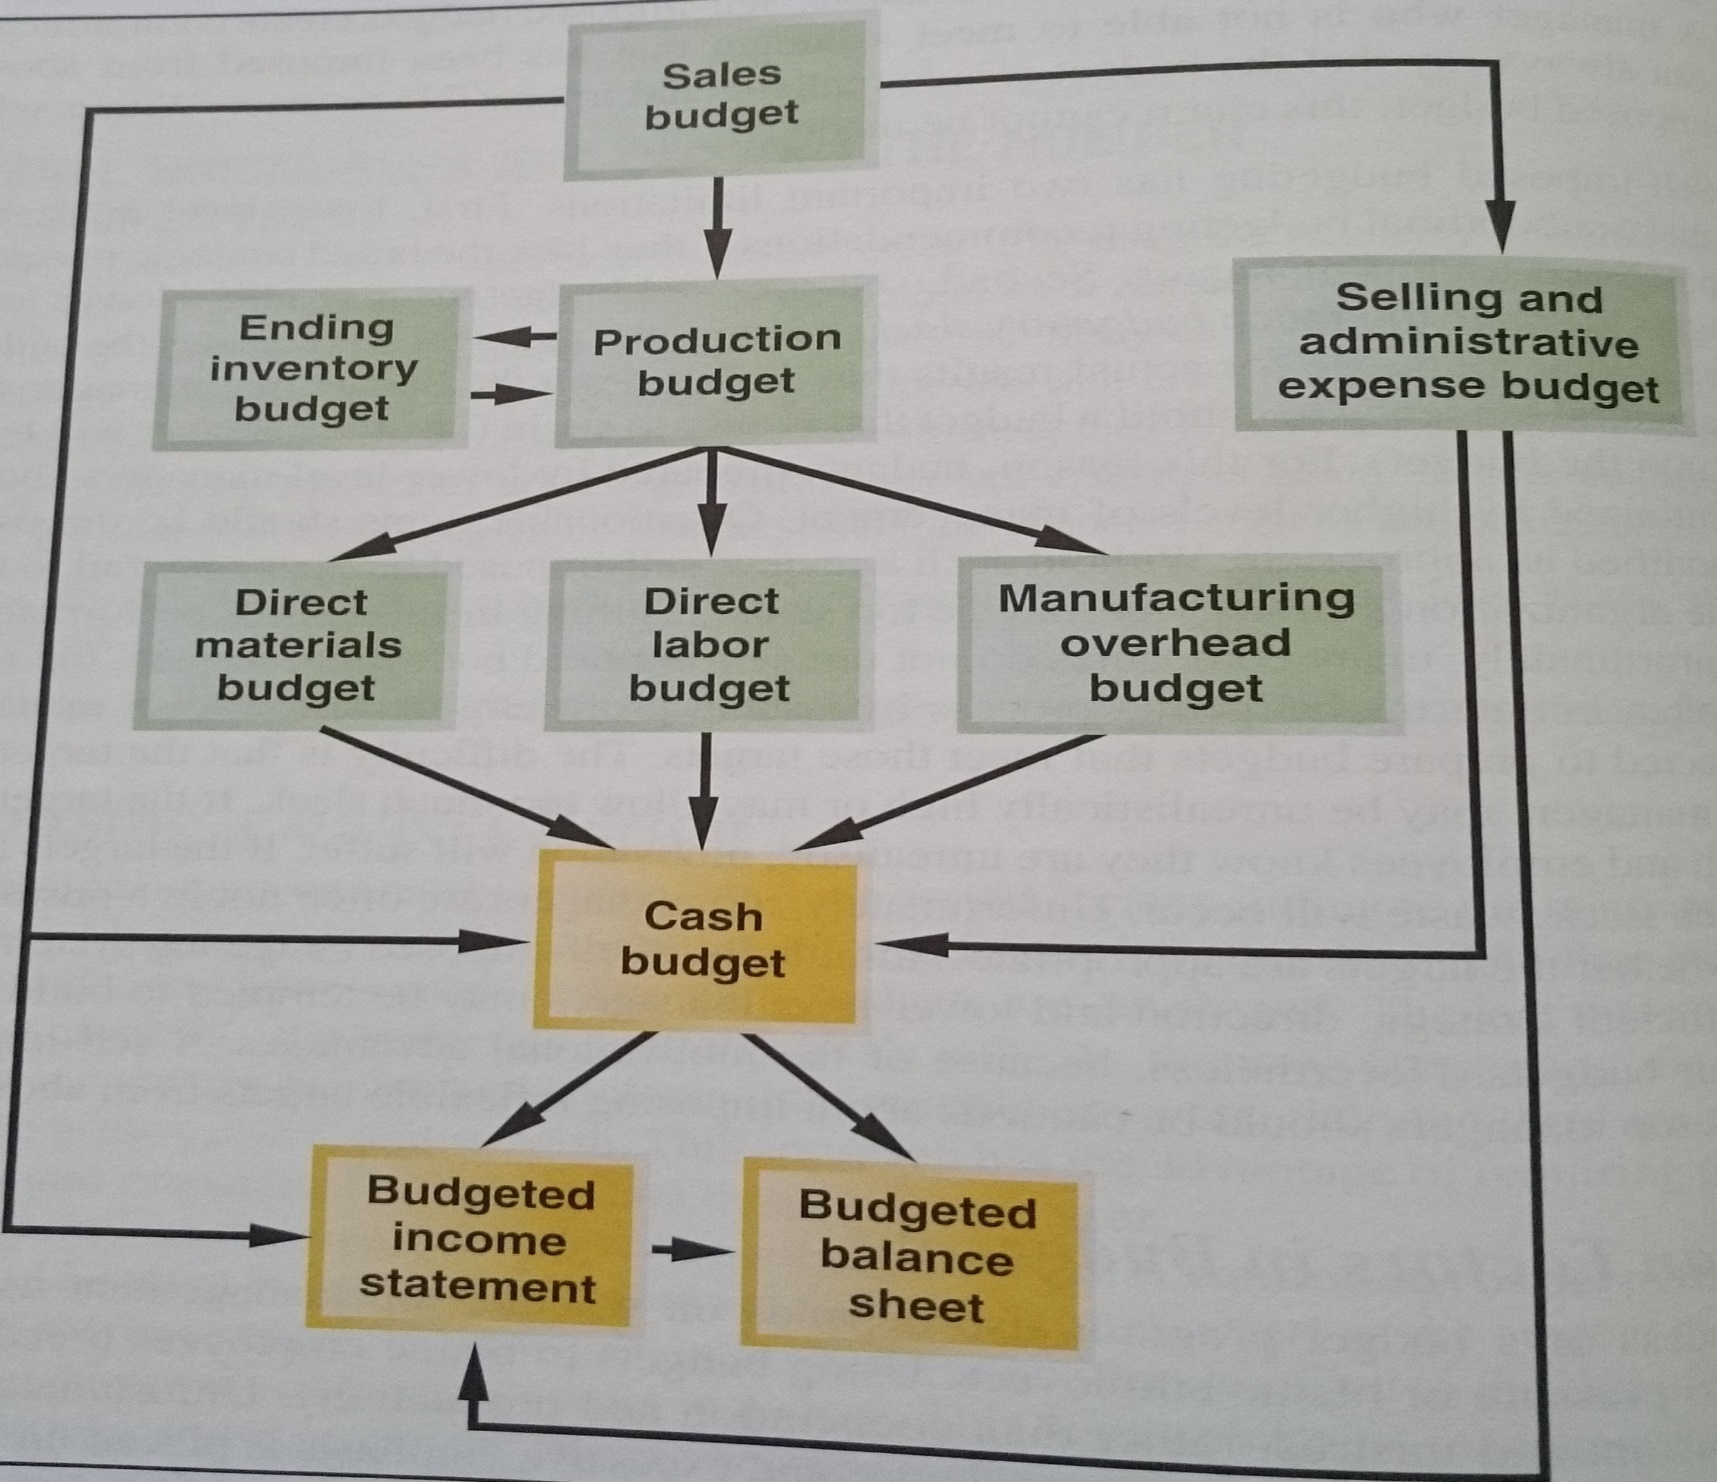 Sales
budget
Ending
inventory
budget
Production
budget
Selling and
administrative
expense budget
Direct
materials
budget
Direct
labor
budget
Manufacturing
overhead
budget
Cash
budget
Budgeted
income
statement
Budgeted
balance
sheet